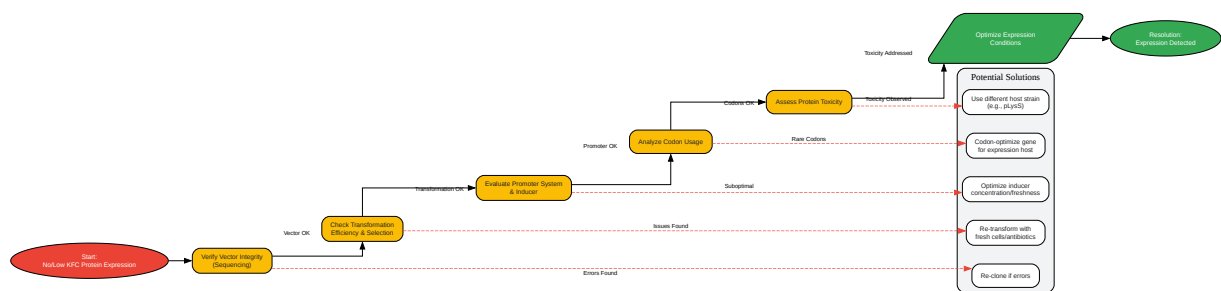 Start:
No/Low KFC Protein Expression
Verify Vector Integrity
(Sequencing)
Vector OK
Errors Found
Check Transformation
Efficiency & Selection
Transformation OK
Issues Found
Evaluate Promoter System
& Inducer
Promoter OK
Suboptimal
Analyze Codon Usage
Codons OK
Rare Codons
Assess Protein Toxicity
Toxicity Addressed
Toxicity Observed
Optimize Expression
Conditions
Resolution:
Expression Detected
Potential Solutions
Use different host strain
(e.g., pLysS)
Codon-optimize gene
for expression host
Optimize inducer
concentration/freshness
Re-transform with
fresh cells/antibiotics
Re-clone if errors